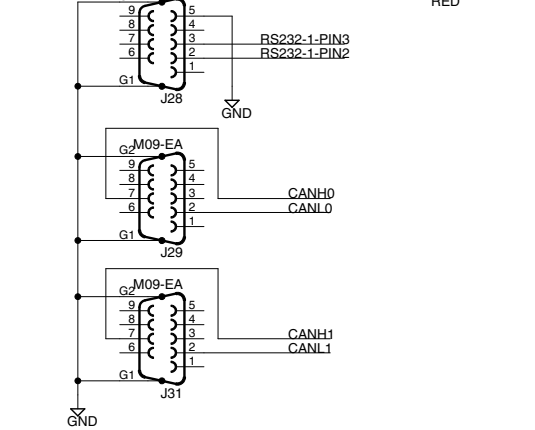 RED
9 5
8 4
7 3 RS232-1-PIN3
6 2 RS232-1-PIN2
1
G1
J28
GND
M09-EA
G2
9 5
8 4
7 3 CANH0
6 2 CANL0
1
G1
J29
M09-EA
G2
9 5
8 4
7 3 CANH1
6 2 CANL1
1
G1
J31
GND